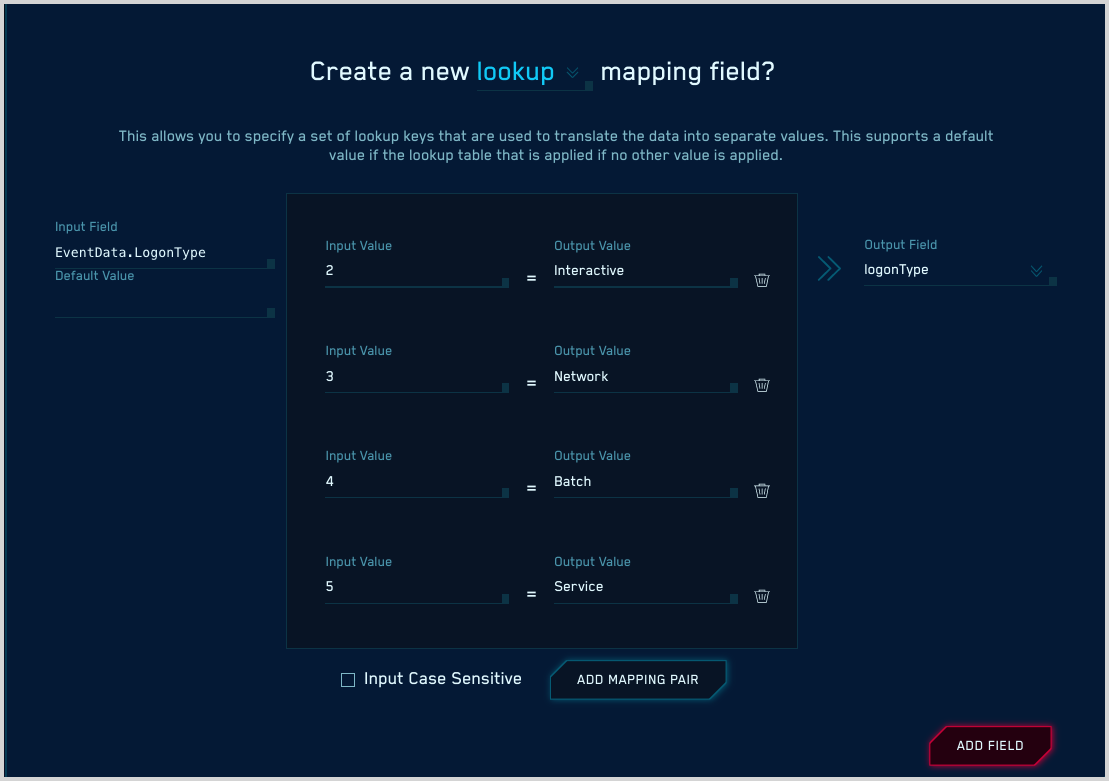 Create a new lookup mapping field?
This allows you to specify a set of lookup keys that are used to translate the data into separate values. This supports a default
value if the lookup table that is applied if no other value is applied.
Input Field
EventData.LogonType
Default Value
Input Value
Output Value
2
=
Interactive
Input Value
Output Value
3
=
Network
Input Value
Output Value
4
=
Batch
Input Value
Output Value
5
=
Service
Output Field
logonType
Input Case Sensitive
ADD MAPPING PAIR
ADD FIELD